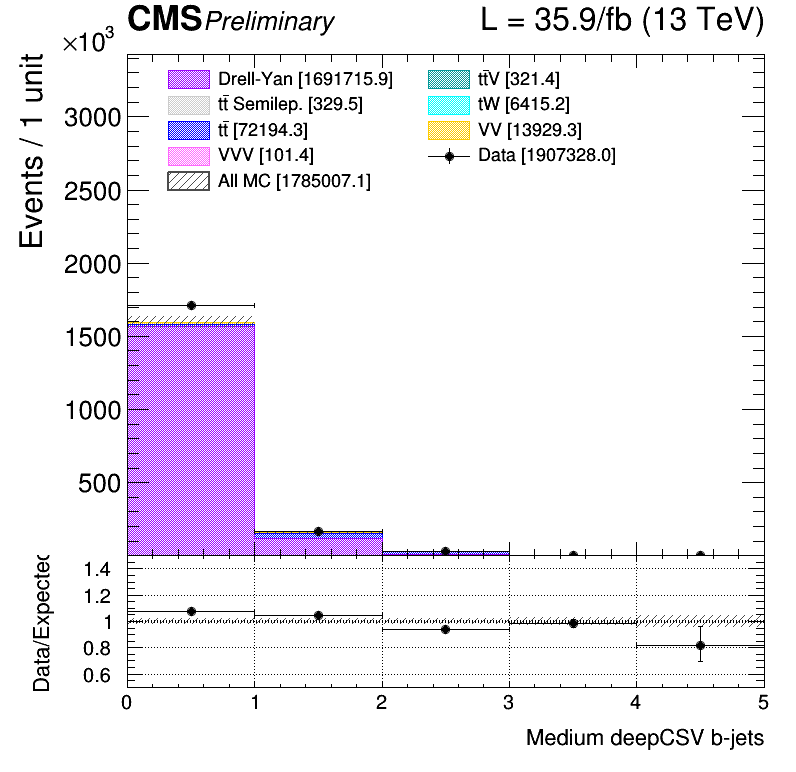 CMS Preliminary L = 35.9/fb (13 TeV)
×10³
Events / 1 unit
Drell-Yan [1691715.9] tt̄V [321.4]
tt̄ Semilep. [329.5] tW [6415.2]
tt̄ [72194.3] VV [13929.3]
VVV [101.4] Data [1907328.0]
All MC [1785007.1]
3000
2500
2000
1500
1000
500
Data/Expected
1.4
1.2
1
0.8
0.6
0 1 2 3 4 5
Medium deepCSV b-jets